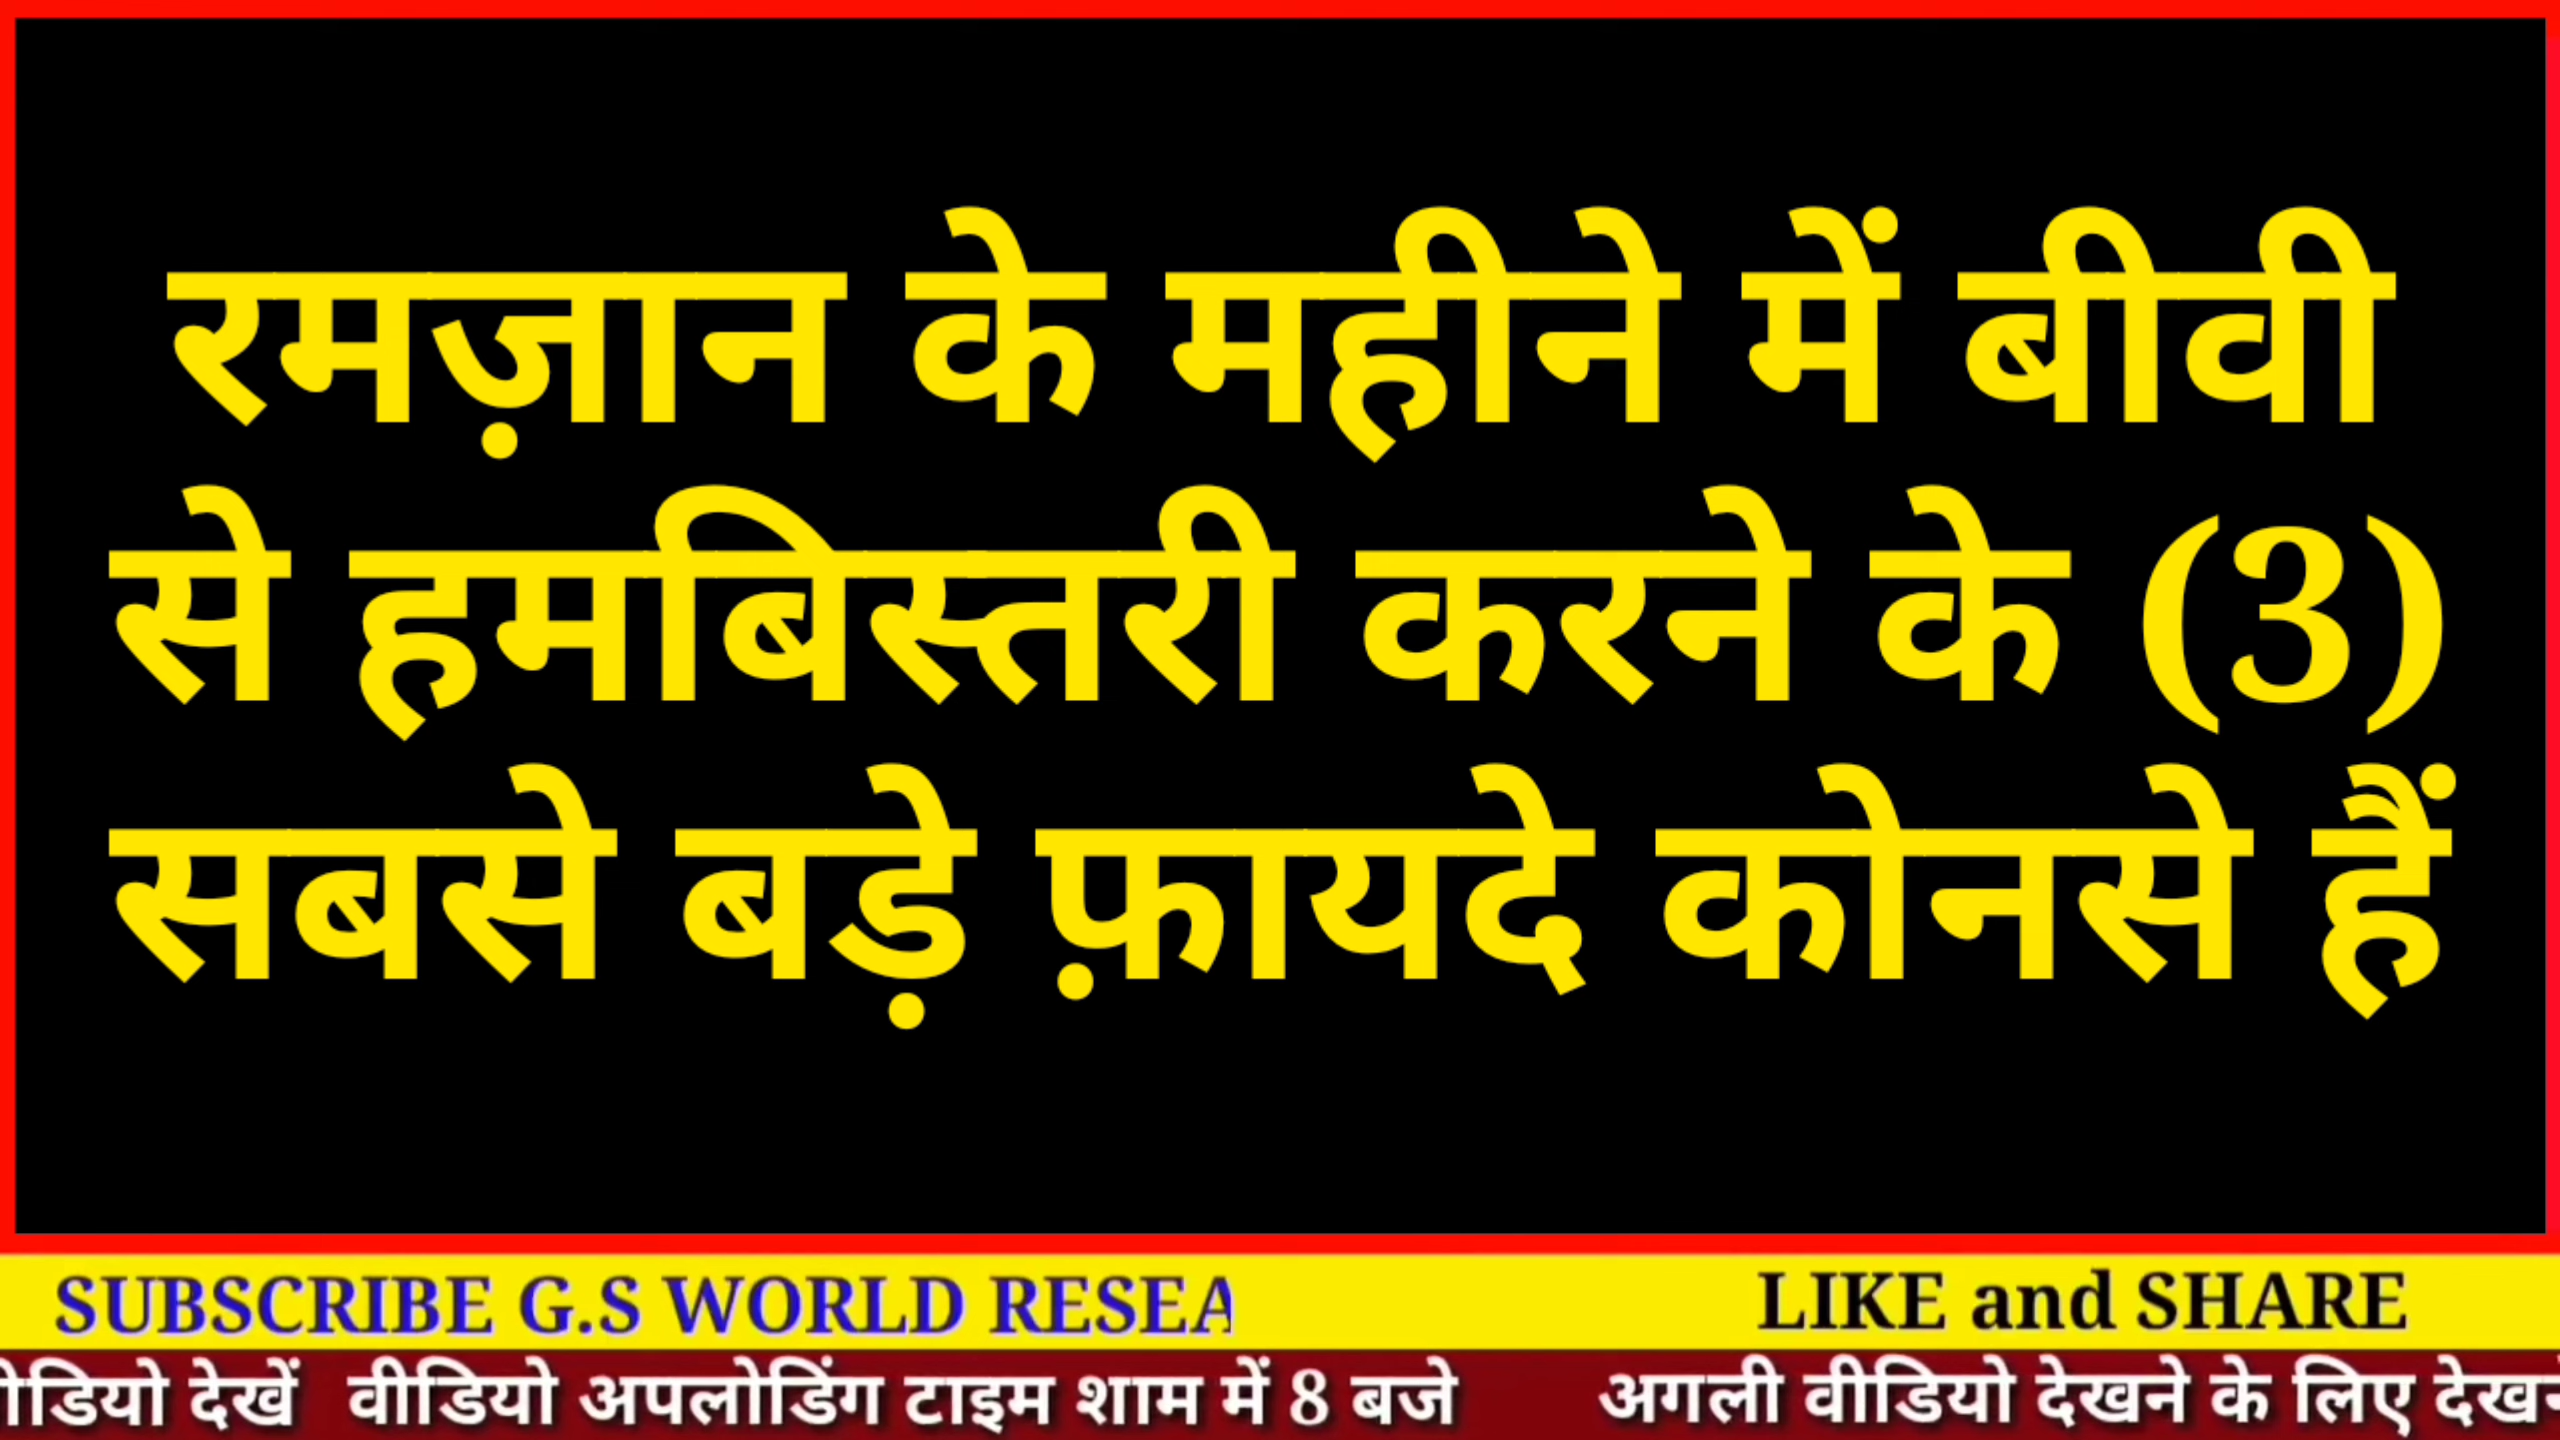 रमज़ान के महीने में बीवी
से हमबिस्तरी करने के (3)
सबसे बड़े फ़ायदे कोनसे हैं
SUBSCRIBE G.S WORLD RESEA LIKE and SHARE
देखें वीडियो अपलोडिंग टाइम शाम में 8 बजे अगली वीडियो देखने के लिए